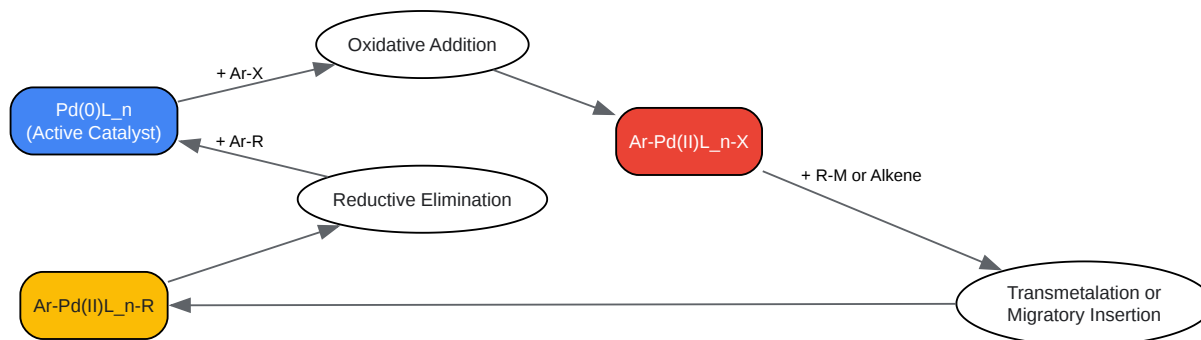 Oxidative Addition
+ Ar-X
Pd(0)L_n
(Active Catalyst)
Ar-Pd(II)L_n-X
+ Ar-R
+ R-M or Alkene
Reductive Elimination
Ar-Pd(II)L_n-R
Transmetalation or
Migratory Insertion